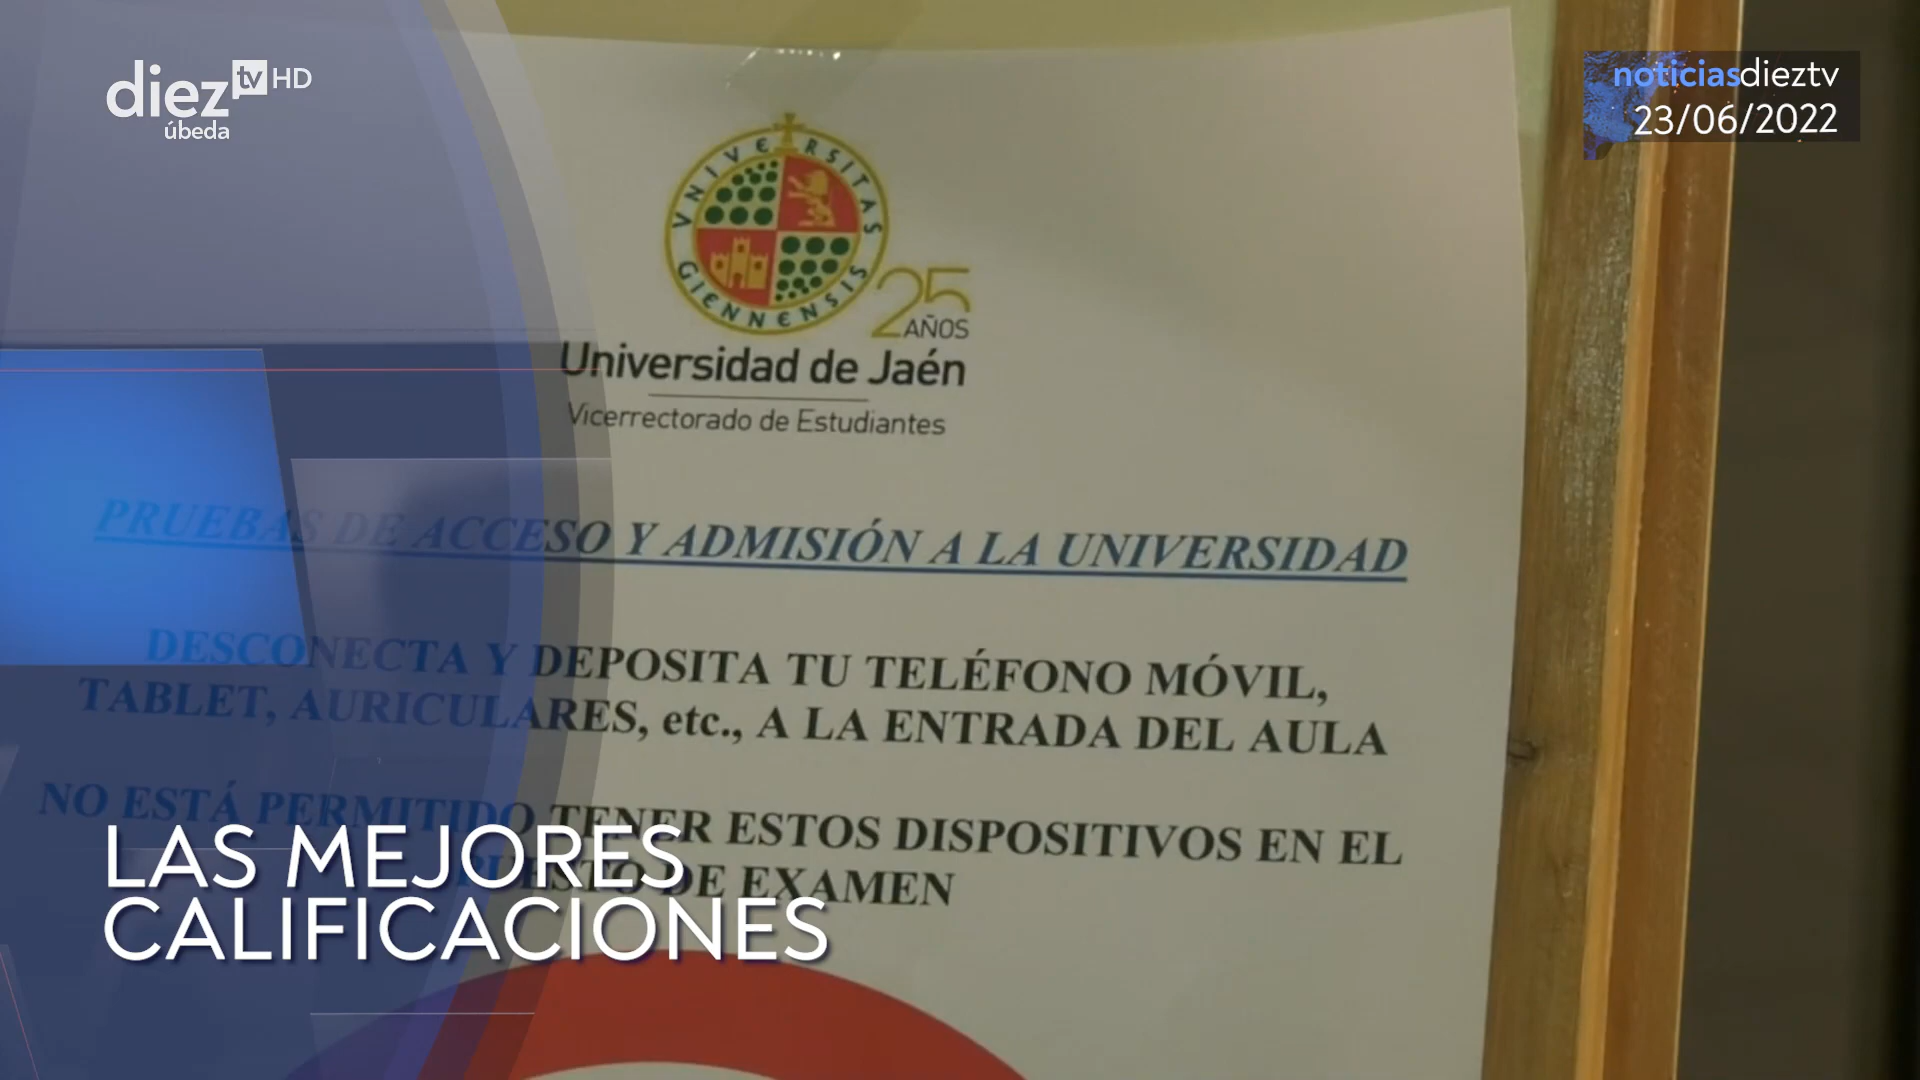 diez tv HD
úbeda
noticiasdieztv
23/06/2022
UNIVERSITAS GIENNENSIS
25
AÑOS
Universidad de Jaén
Vicerrectorado de Estudiantes
PRUEBAS DE ACCESO Y ADMISIÓN A LA UNIVERSIDAD
DESCONECTA Y DEPOSITA TU TELÉFONO MÓVIL,
TABLET, AURICULARES, etc., A LA ENTRADA DEL AULA
NO ESTÁ PERMITIDO TENER ESTOS DISPOSITIVOS EN EL
PUESTO DE EXAMEN
LAS MEJORES
CALIFICACIONES